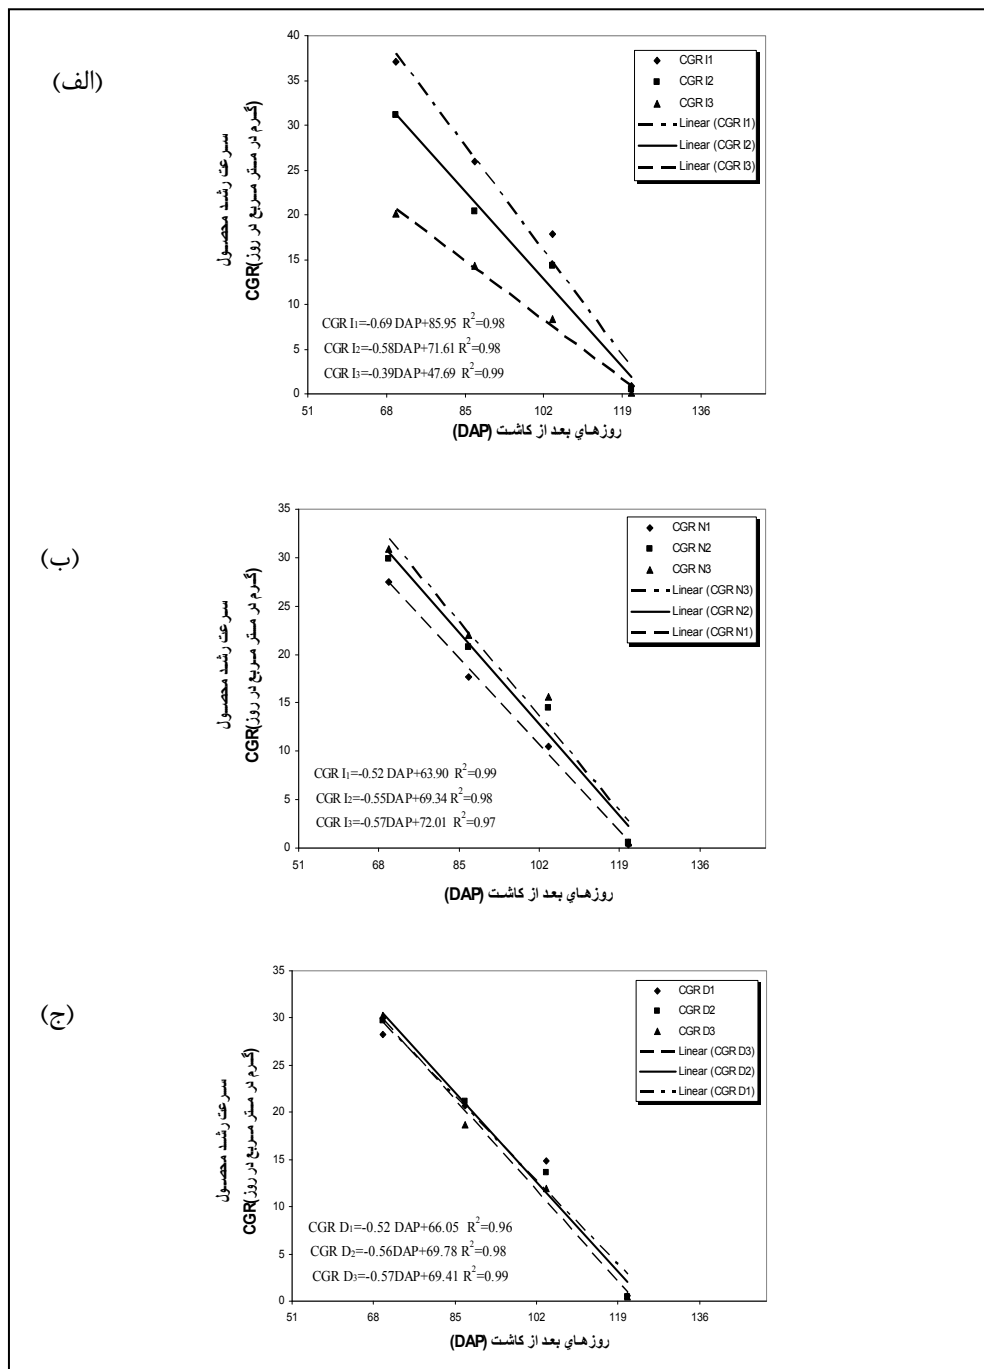 (الف)
40
35
30
25
20
15
10
5
0
سرعت رشد محصول
CGR(گرم در متر مربع در روز)
CGR I1
CGR I2
CGR I3
Linear (CGR I1)
Linear (CGR I2)
Linear (CGR I3)
CGR I1=-0.69 DAP+85.95 R²=0.98
CGR I2=-0.58DAP+71.61 R²=0.98
CGR I3=-0.39DAP+47.69 R²=0.99
51 68 85 102 119 136
روزهاي بعد از كاشت (DAP)
(ب)
35
30
25
20
15
10
5
0
سرعت رشد محصول
CGR(گرم در متر مربع در روز)
CGR N1
CGR N2
CGR N3
Linear (CGR N3)
Linear (CGR N2)
Linear (CGR N1)
CGR I1=-0.52 DAP+63.90 R²=0.99
CGR I2=-0.55DAP+69.34 R²=0.98
CGR I3=-0.57DAP+72.01 R²=0.97
51 68 85 102 119 136
روزهاي بعد از كاشت (DAP)
(ج)
35
30
25
20
15
10
5
0
سرعت رشد محصول
CGR(گرم در متر مربع در روز)
CGR D1
CGR D2
CGR D3
Linear (CGR D3)
Linear (CGR D2)
Linear (CGR D1)
CGR D1=-0.52 DAP+66.05 R²=0.96
CGR D2=-0.56DAP+69.78 R²=0.98
CGR D3=-0.57DAP+69.41 R²=0.99
51 68 85 102 119 136
روزهاي بعد از كاشت (DAP)